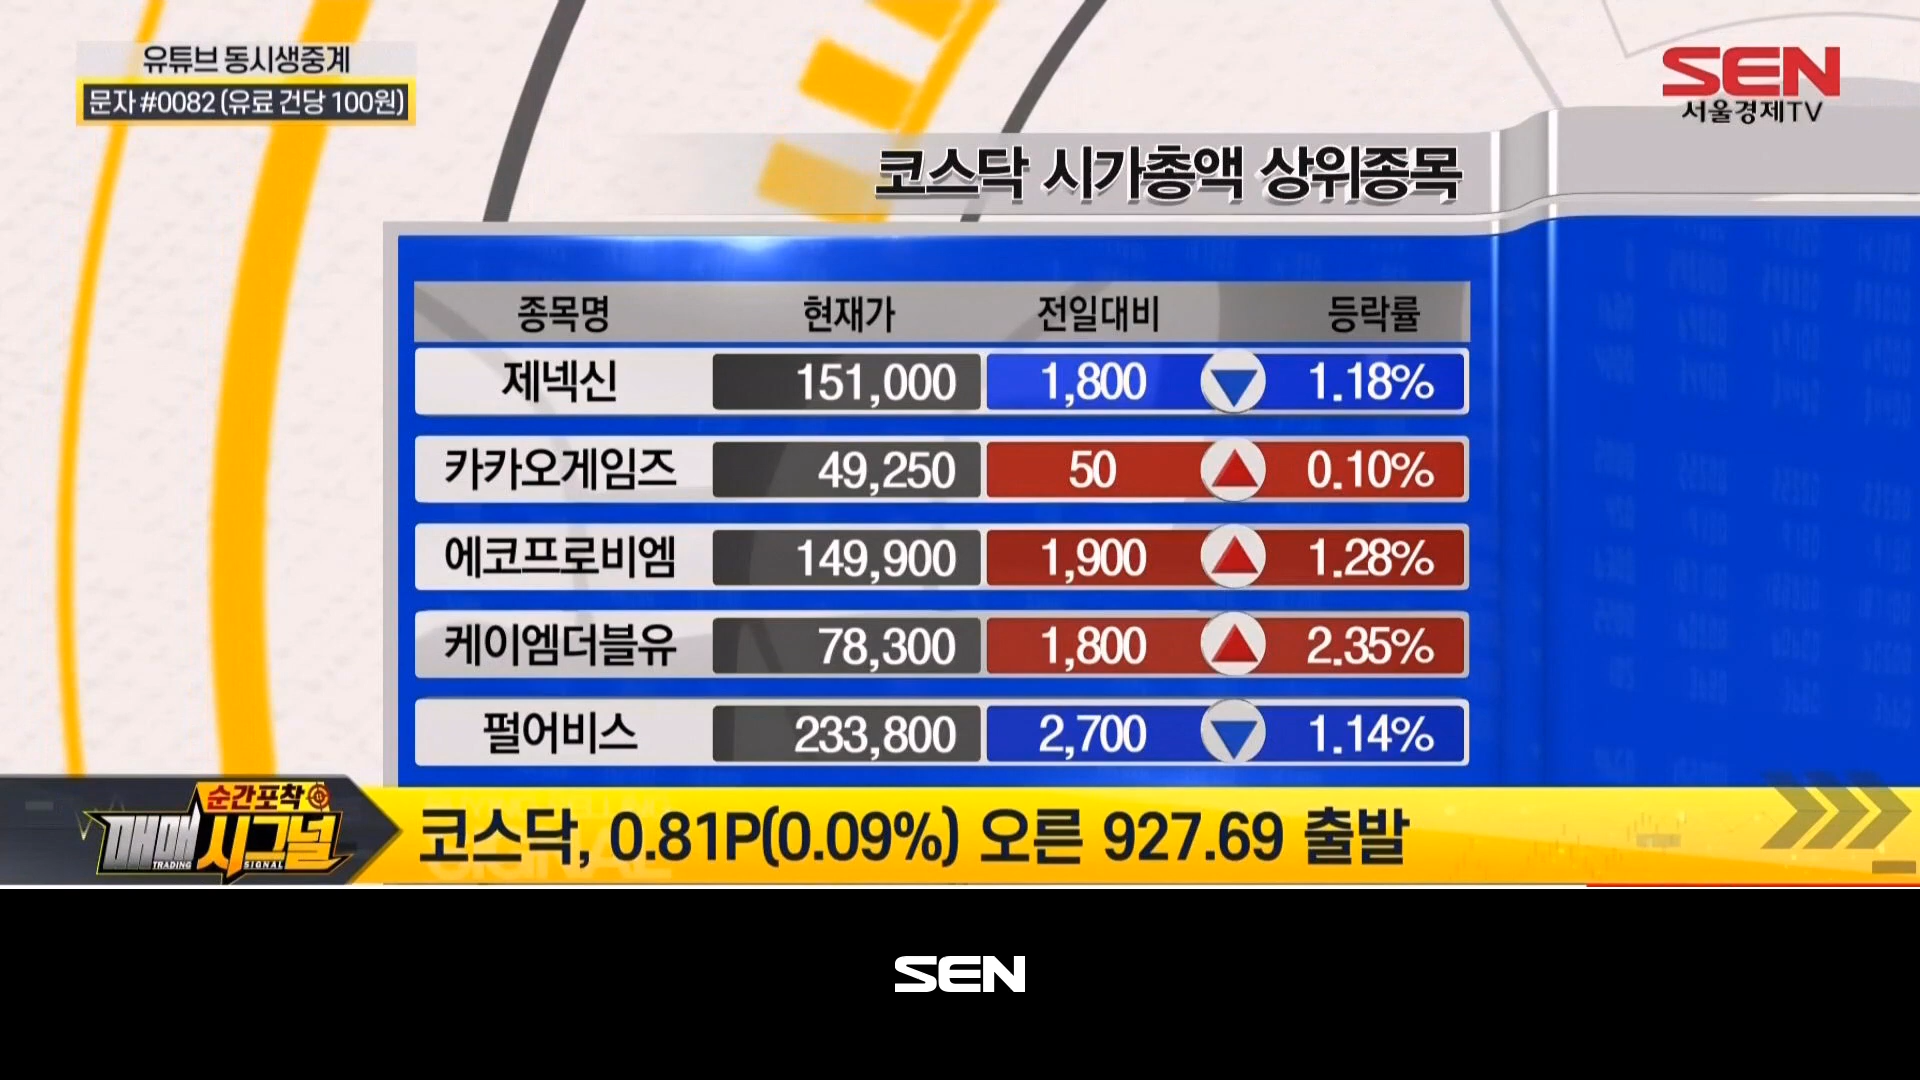 유튜브 동시생중계
문자 #0082 (유료 건당 100원)
SEN
서울경제TV
코스닥 시가총액 상위종목
종목명 현재가 전일대비 등락률
제넥신 151,000 1,800 1.18%
카카오게임즈 49,250 50 0.10%
에코프로비엠 149,900 1,900 1.28%
케이엠더블유 78,300 1,800 2.35%
펄어비스 233,800 2,700 1.14%
순간포착
매매 시그널
TRADING SIGNAL
코스닥, 0.81P(0.09%) 오른 927.69 출발
SEN